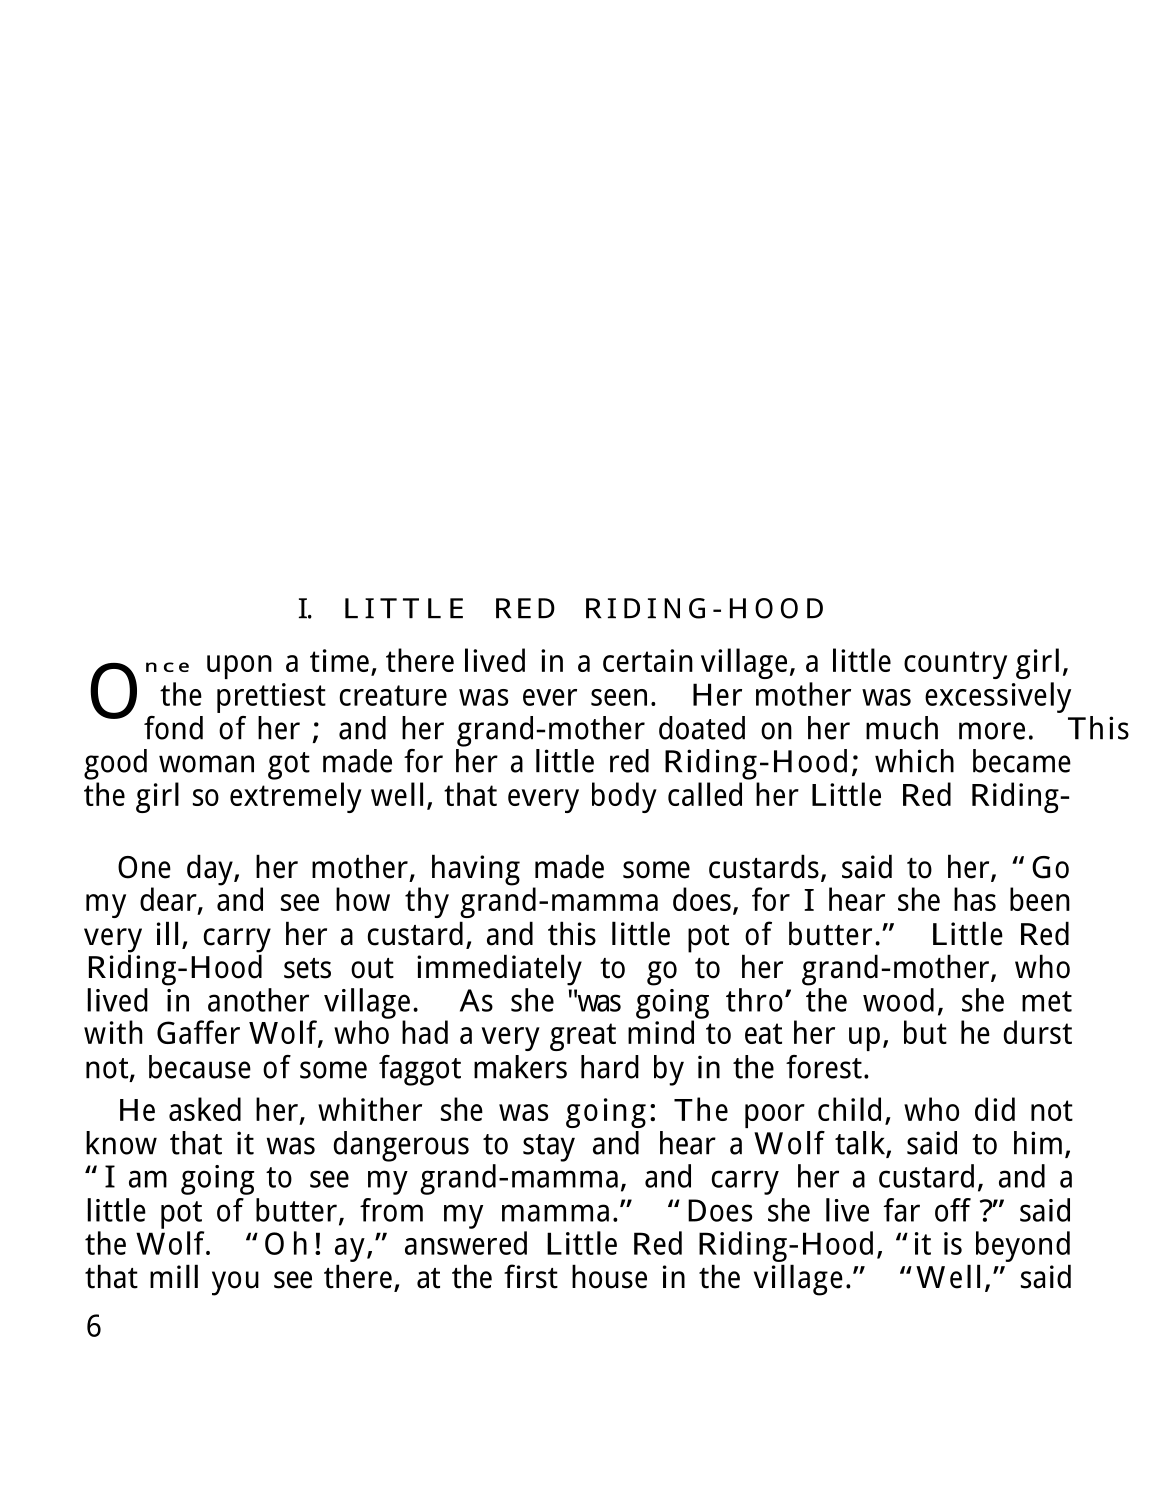 I. LITTLE RED RIDING-HOOD
Once upon a time, there lived in a certain village, a little country girl,
the prettiest creature was ever seen. Her mother was excessively
fond of her ; and her grand-mother doated on her much more. This
good woman got made for her a little red Riding-Hood; which became
the girl so extremely well, that every body called her Little Red Riding-
One day, her mother, having made some custards, said to her, “ Go
my dear, and see how thy grand-mamma does, for I hear she has been
very ill, carry her a custard, and this little pot of butter.” Little Red
Riding-Hood sets out immediately to go to her grand-mother, who
lived in another village. As she "was going thro’ the wood, she met
with Gaffer Wolf, who had a very great mind to eat her up, but he durst
not, because of some faggot makers hard by in the forest.
He asked her, whither she was going: The poor child, who did not
know that it was dangerous to stay and hear a Wolf talk, said to him,
“ I am going to see my grand-mamma, and carry her a custard, and a
little pot of butter, from my mamma.” “ Does she live far off ?” said
the Wolf. “ Oh! ay,” answered Little Red Riding-Hood, “ it is beyond
that mill you see there, at the first house in the village.” “ Well,” said
6